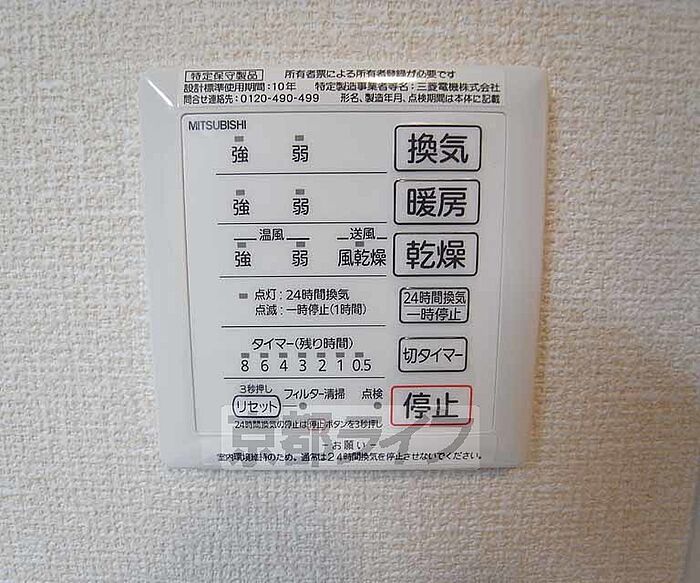 特定保守製品 所有者票による所有者登録が必要です
設計標準使用期間:10年 特定製造事業者等名:三菱電機株式会社
問合せ連絡先:0120-490-499 形名、製造年月、点検期間は本体に記載
MITSUBISHI
強 弱 換気
強 弱 暖房
温風 送風
強 弱 風乾燥 乾燥
点灯:24時間換気
点滅:一時停止(1時間)
24時間換気
一時停止
タイマー(残り時間)
8 6 4 3 2 1 0.5
切タイマー
3秒押し
リセット フィルター清掃 点検
停止
24時間換気の停止は停止ボタンを3秒押し
京都ライフ
-お願い-
室内環境維持のため、通常は24時間換気を停止させないでください。